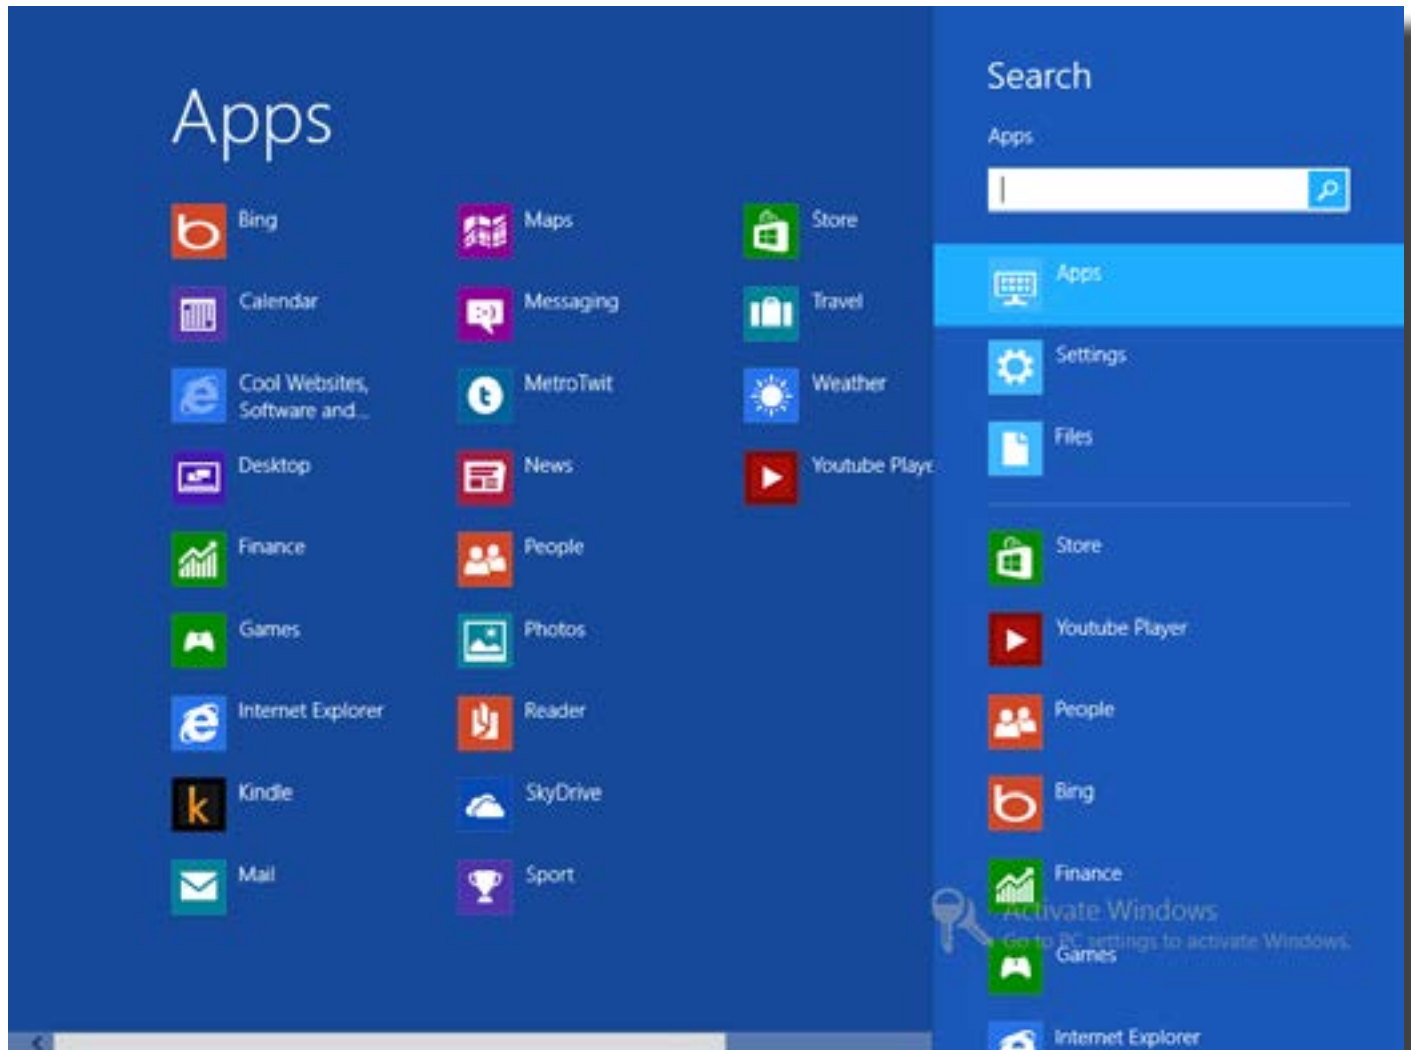 Apps
Bing
Calendar
Cool Websites,
Software and...
Desktop
Finance
Games
Internet Explorer
Kindle
Mail
Maps
Messaging
MetroTwit
News
People
Photos
Reader
SkyDrive
Sport
Store
Travel
Weather
Youtube Playe
Search
Apps
Apps
Settings
Files
Store
Youtube Player
People
Bing
Finance
Activate Windows
Go to PC settings to activate Windows.
Games
Internet Explorer